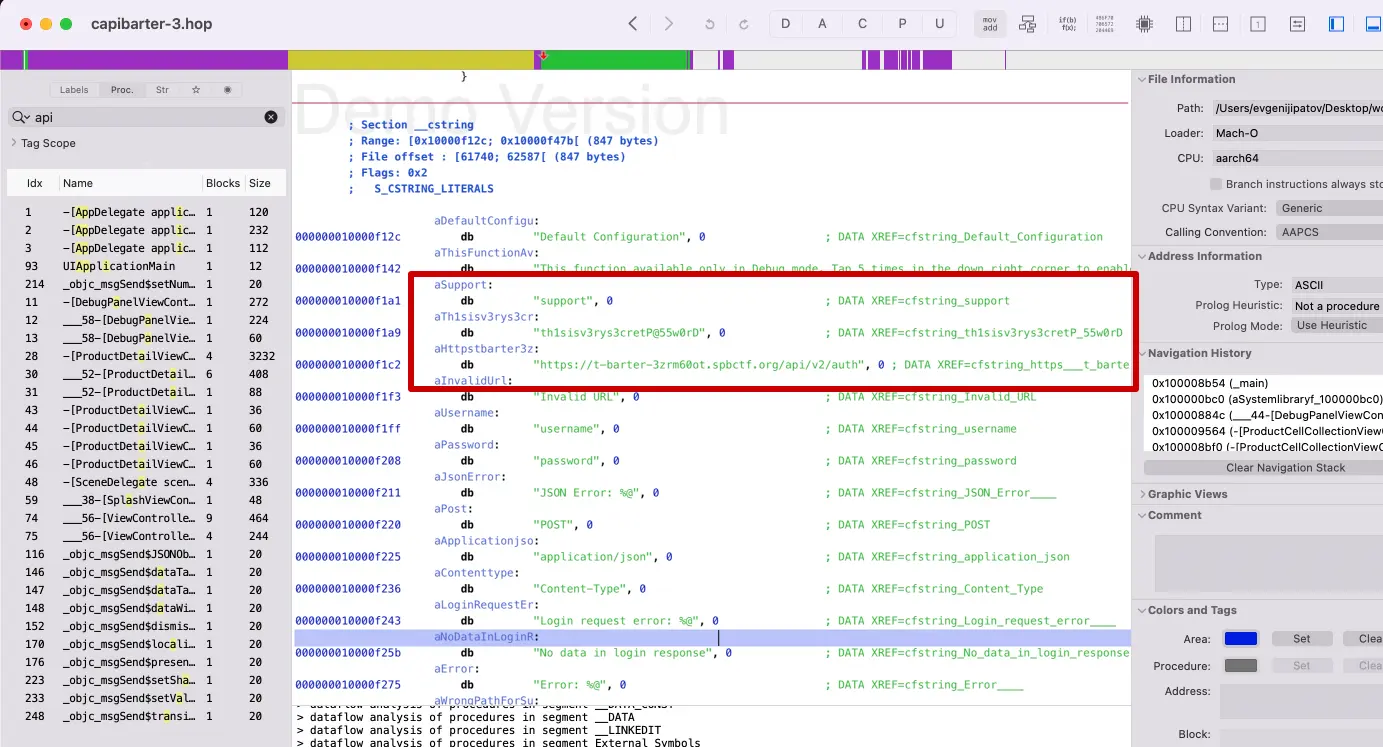 capibarter-3.hop
D A C P U
mov
add
if(b)
f(x);
1
Labels Proc. Str
api
Tag Scope
Idx Name Blocks Size
1 -[AppDelegate applic… 1 120
2 -[AppDelegate applic… 1 232
3 -[AppDelegate applic… 1 112
93 UIApplicationMain 1 12
214 _objc_msgSend$setNum… 1 20
11 -[DebugPanelViewCont… 1 272
12 ___58-[DebugPanelVie… 1 224
13 ___58-[DebugPanelVie… 1 60
28 -[ProductDetailViewC… 4 3232
30 ___52-[ProductDetail… 6 408
31 ___52-[ProductDetail… 1 88
43 -[ProductDetailViewC… 1 36
44 -[ProductDetailViewC… 1 60
45 -[ProductDetailViewC… 1 36
46 -[ProductDetailViewC… 1 60
48 -[SceneDelegate scen… 4 336
59 ___38-[SplashViewCon… 1 48
74 ___56-[ViewControlle… 9 464
75 ___56-[ViewControlle… 4 244
116 _objc_msgSend$JSONOb… 1 20
146 _objc_msgSend$dataTa… 1 20
147 _objc_msgSend$dataTa… 1 20
148 _objc_msgSend$dataWi… 1 20
152 _objc_msgSend$dismis… 1 20
170 _objc_msgSend$locali… 1 20
176 _objc_msgSend$presen… 1 20
223 _objc_msgSend$setSha… 1 20
233 _objc_msgSend$setVal… 1 20
248 _objc_msgSend$transi… 1 20
}
Demo Version
; Section __cstring
; Range: [0x10000f12c; 0x10000f47b[ (847 bytes)
; File offset : [61740; 62587[ (847 bytes)
; Flags: 0x2
;   S_CSTRING_LITERALS
aDefaultConfigu:
000000010000f12c db "Default Configuration", 0 ; DATA XREF=cfstring_Default_Configuration
aThisFunctionAv:
000000010000f142 db "This function available only in Debug mode. Tap 5 times in the down right corner to enabl
aSupport:
000000010000f1a1 db "support", 0 ; DATA XREF=cfstring_support
aTh1sisv3rys3cr:
000000010000f1a9 db "th1sisv3rys3cretP@55w0rD", 0 ; DATA XREF=cfstring_th1sisv3rys3cretP_55w0rD
aHttpstbarter3z:
000000010000f1c2 db "https://t-barter-3zrm60ot.spbctf.org/api/v2/auth", 0 ; DATA XREF=cfstring_https___t_barte
aInvalidUrl:
000000010000f1f3 db "Invalid URL", 0 ; DATA XREF=cfstring_Invalid_URL
aUsername:
000000010000f1ff db "username", 0 ; DATA XREF=cfstring_username
aPassword:
000000010000f208 db "password", 0 ; DATA XREF=cfstring_password
aJsonError:
000000010000f211 db "JSON Error: %@", 0 ; DATA XREF=cfstring_JSON_Error____
aPost:
000000010000f220 db "POST", 0 ; DATA XREF=cfstring_POST
aApplicationjso:
000000010000f225 db "application/json", 0 ; DATA XREF=cfstring_application_json
aContenttype:
000000010000f236 db "Content-Type", 0 ; DATA XREF=cfstring_Content_Type
aLoginRequestEr:
000000010000f243 db "Login request error: %@", 0 ; DATA XREF=cfstring_Login_request_error____
aNoDataInLoginR:
000000010000f25b db "No data in login response", 0 ; DATA XREF=cfstring_No_data_in_login_response
aError:
000000010000f275 db "Error: %@", 0 ; DATA XREF=cfstring_Error____
aWrongPathForSu:
> dataflow analysis of procedures in segment __DATA_CONST
> dataflow analysis of procedures in segment __DATA
> dataflow analysis of procedures in segment __LINKEDIT
> dataflow analysis of procedures in segment External Symbols
File Information
Path: /Users/evgenijipatov/Desktop/wo
Loader: Mach-O
CPU: aarch64
Branch instructions always sto
CPU Syntax Variant: Generic
Calling Convention: AAPCS
Address Information
Type: ASCII
Prolog Heuristic: Not a procedure
Prolog Mode: Use Heuristic
Navigation History
0x100008b54 (_main)
0x100000bc0 (aSystemlibraryf_100000bc0)
0x10000884c (___44-[DebugPanelViewCon
0x100009564 (-[ProductCellCollectionView
0x100008bf0 (-[ProductCellCollectionViewC
Clear Navigation Stack
Graphic Views
Comment
Colors and Tags
Area: Set Clea
Procedure: Set Clea
Address:
Block: